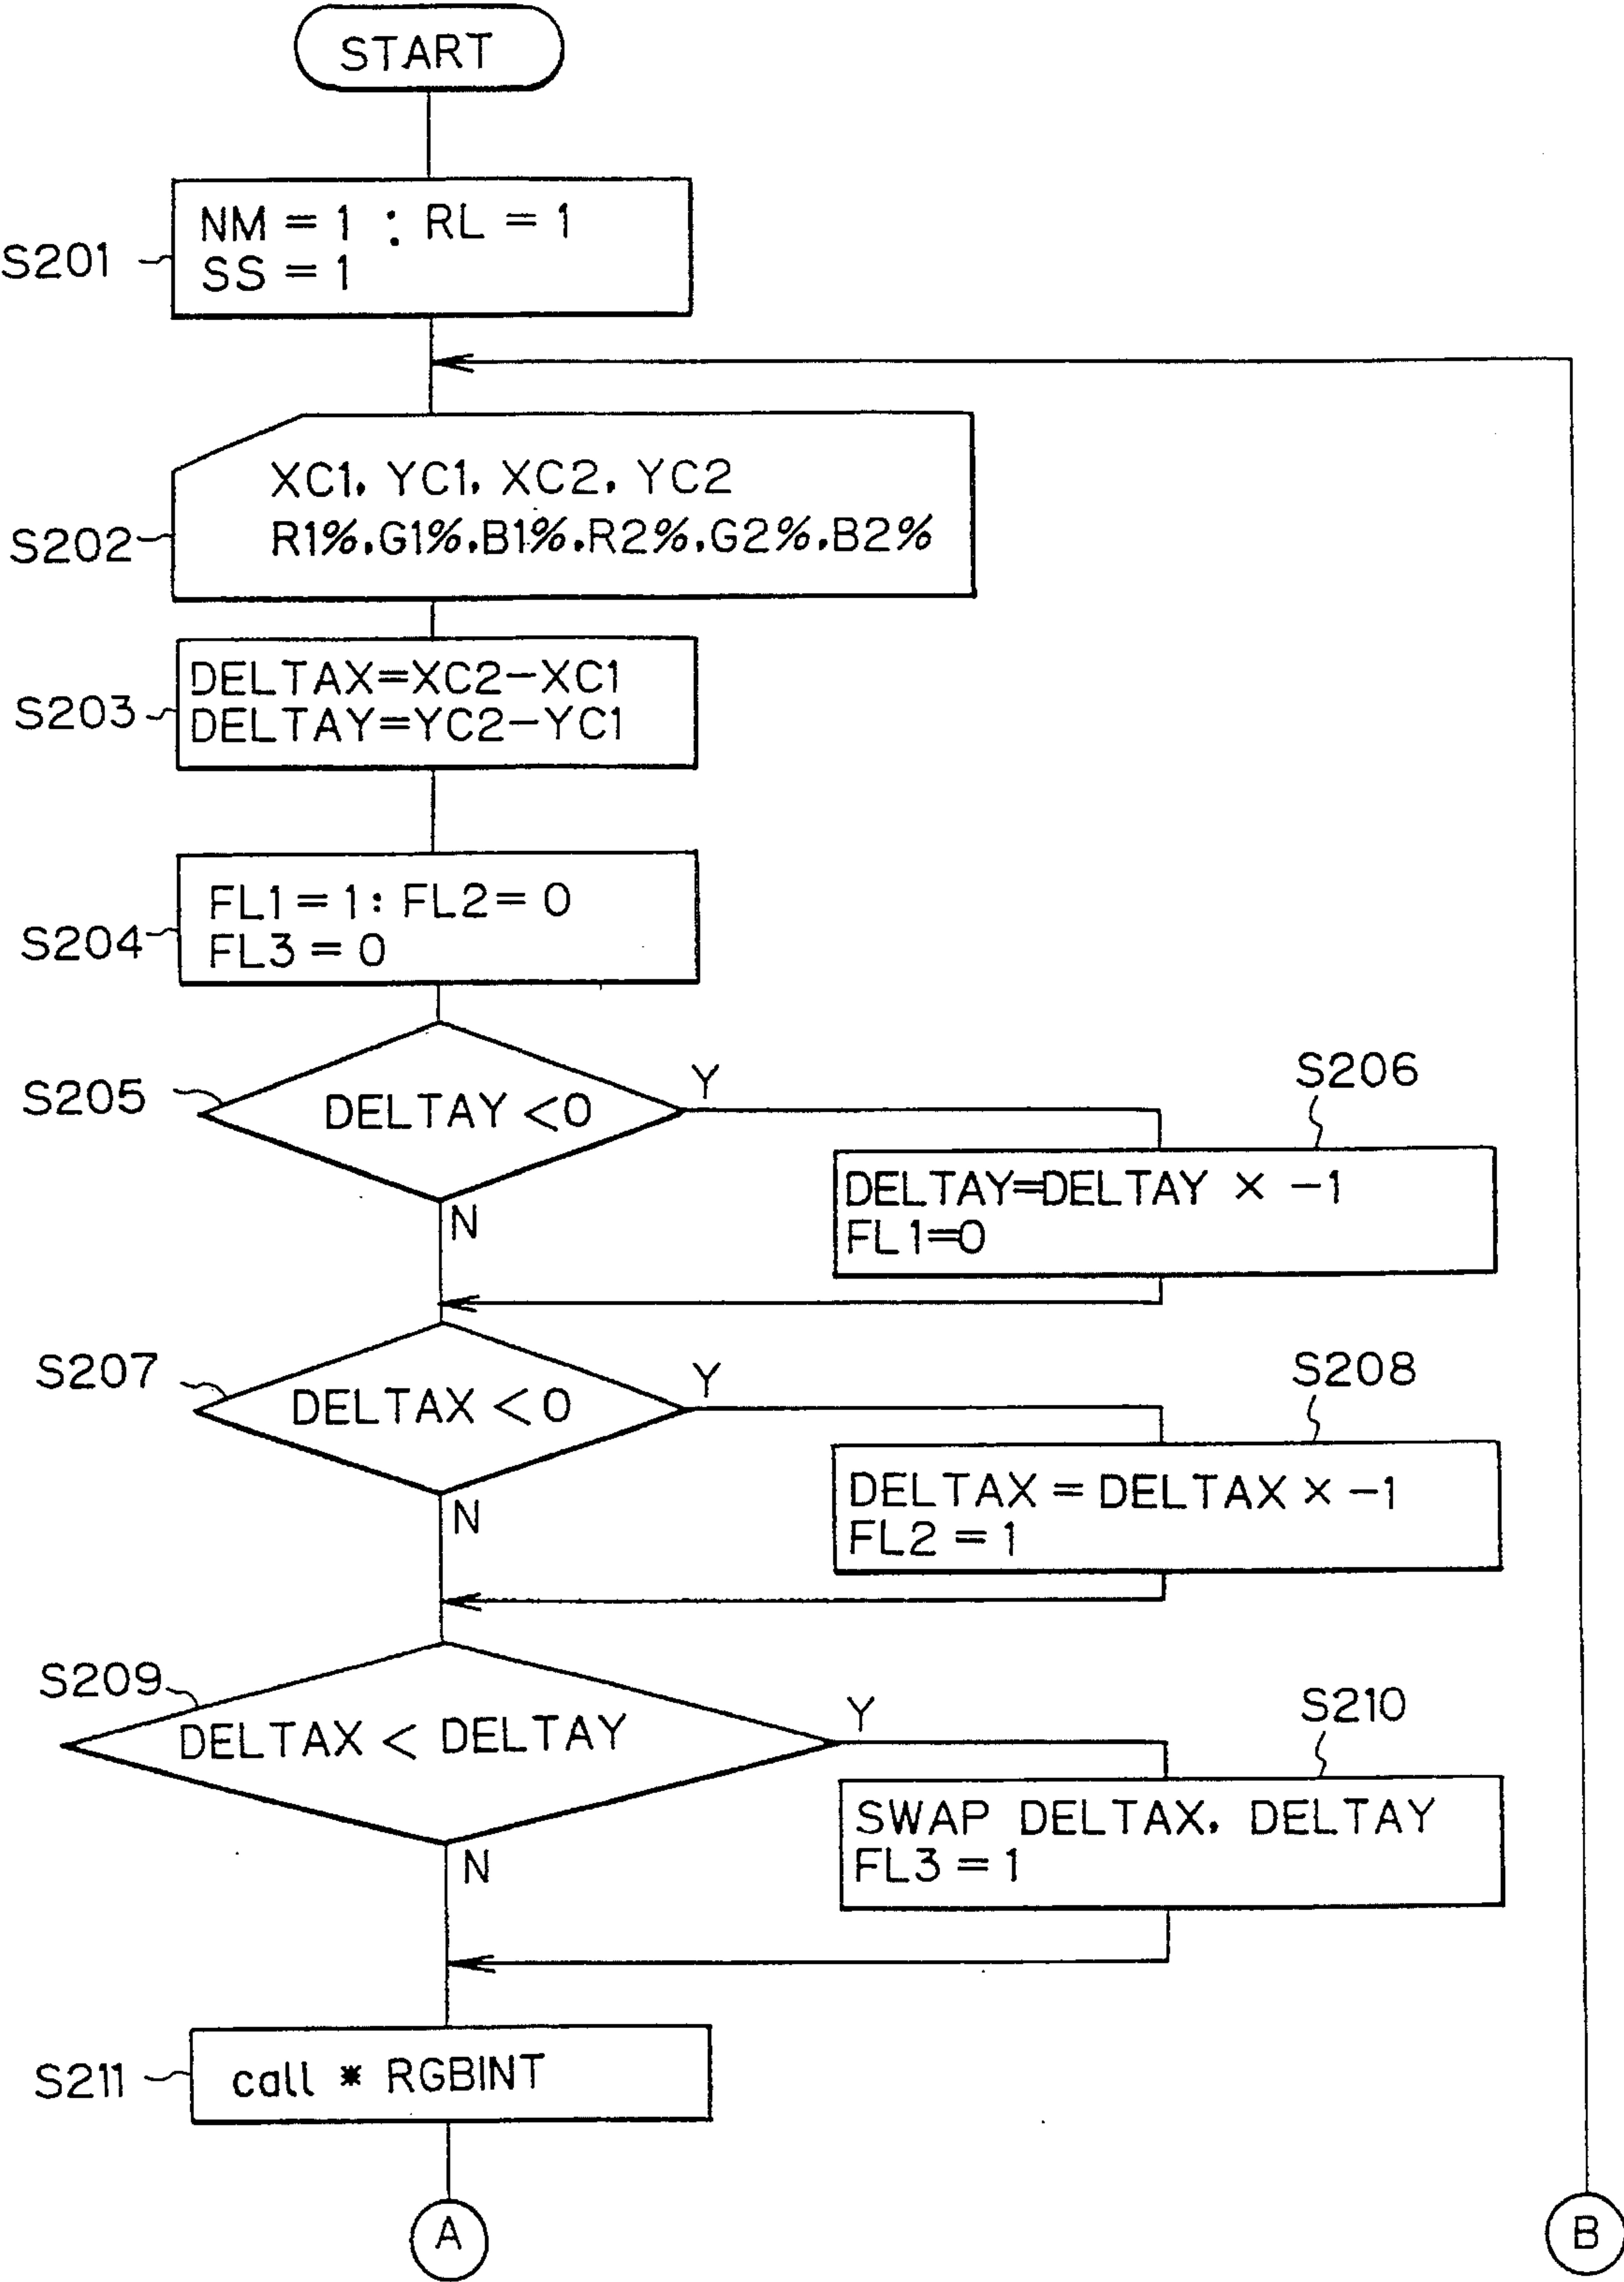 START
S201
NM = 1 : RL = 1
SS = 1
S202
XC1. YC1. XC2. YC2
R1%.G1%.B1%.R2%.G2%.B2%
S203
DELTAX=XC2-XC1
DELTAY=YC2-YC1
S204
FL1 = 1 : FL2 = 0
FL3 = 0
S205
DELTAY <0
Y
N
S206
DELTAY=DELTAY × -1
FL1=0
S207
DELTAX <0
Y
N
S208
DELTAX = DELTAX × -1
FL2 = 1
S209
DELTAX < DELTAY
Y
N
S210
SWAP DELTAX. DELTAY
FL3 = 1
S211
call * RGBINT
A
B